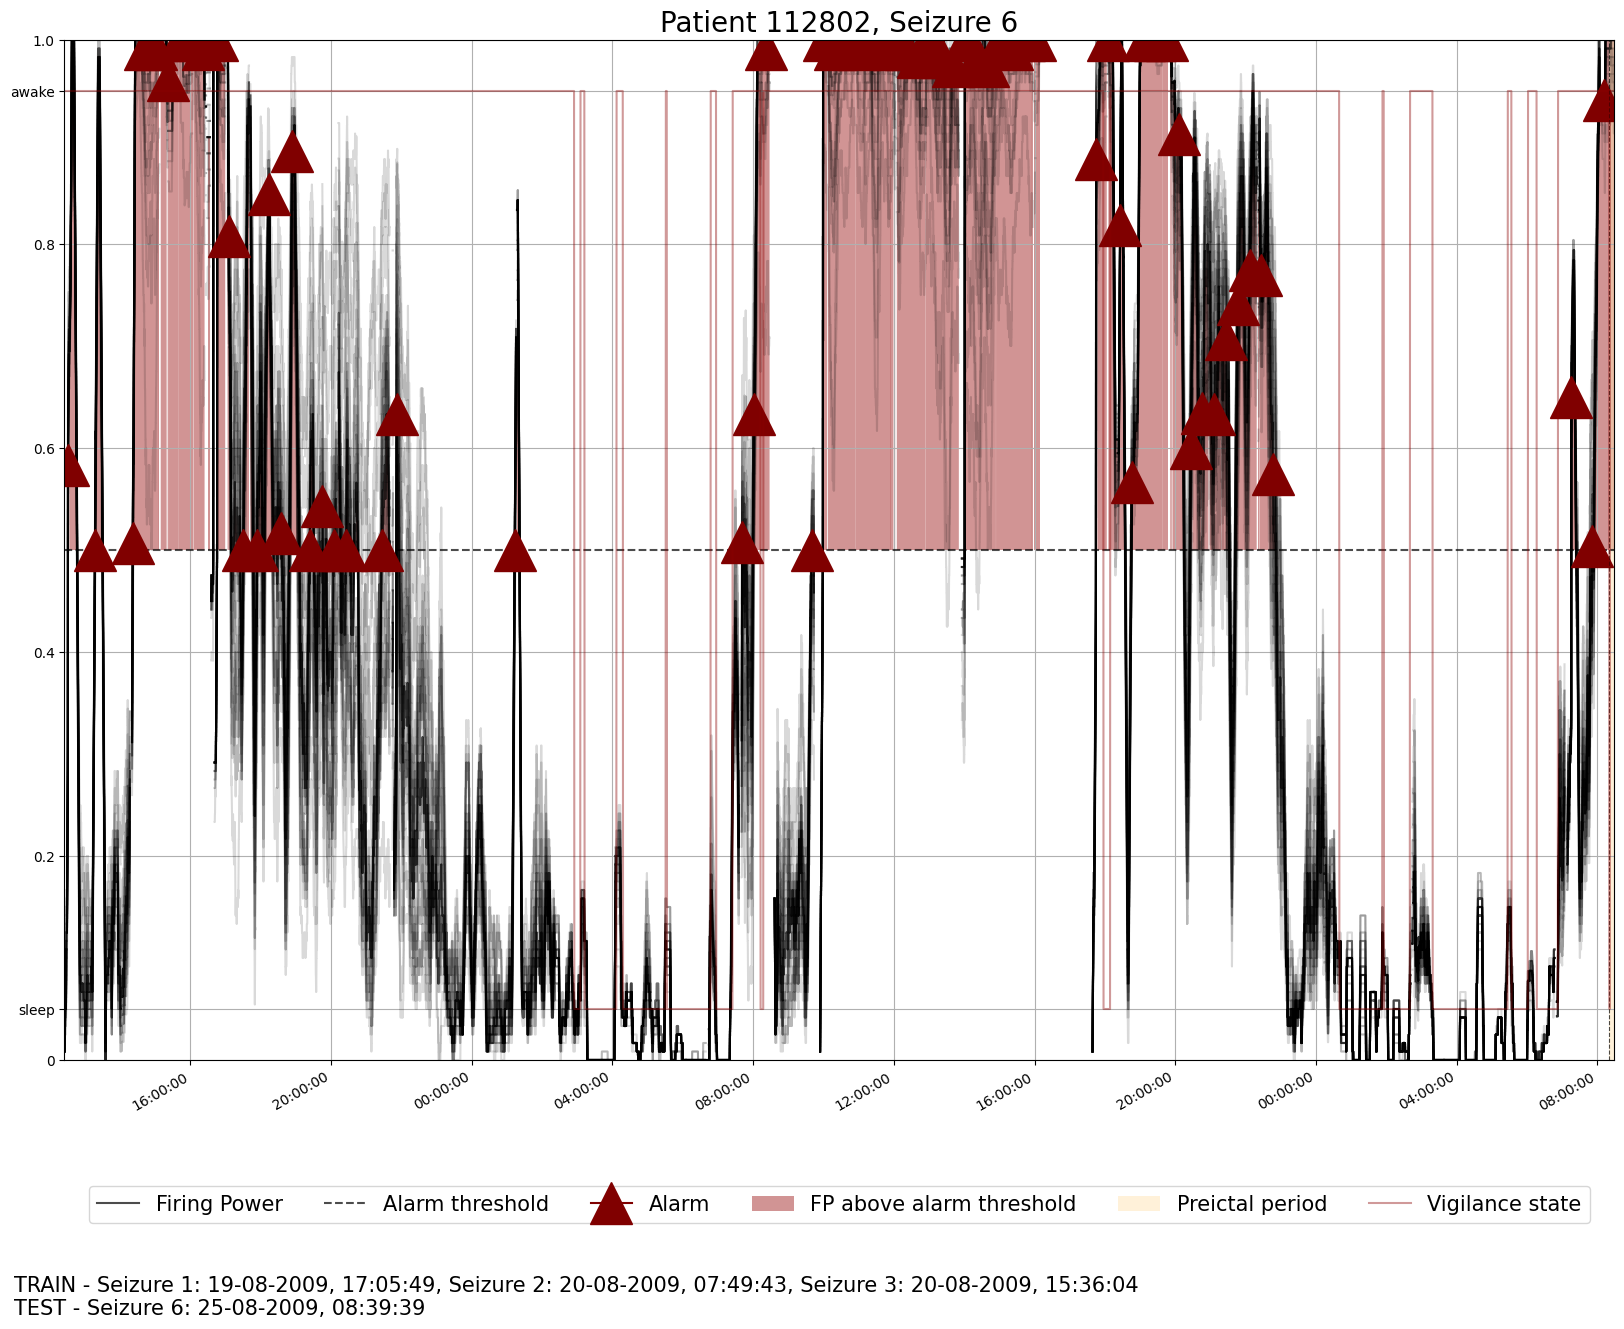 Patient 112802, Seizure 6
1.0
awake
0.8
0.6
0.4
0.2
sleep
0
16:00:00 20:00:00 00:00:00 04:00:00 08:00:00 12:00:00 16:00:00 20:00:00 00:00:00 04:00:00 08:00:00
Firing Power Alarm threshold Alarm FP above alarm threshold Preictal period Vigilance state
TRAIN - Seizure 1: 19-08-2009, 17:05:49, Seizure 2: 20-08-2009, 07:49:43, Seizure 3: 20-08-2009, 15:36:04
TEST - Seizure 6: 25-08-2009, 08:39:39